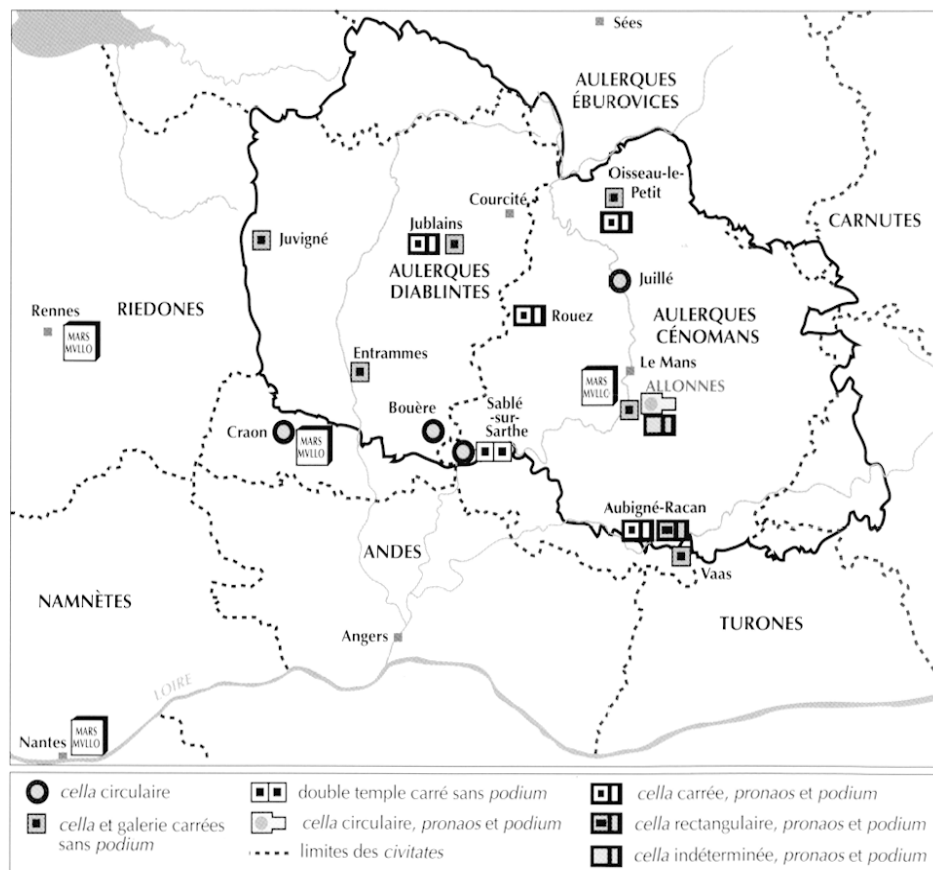 Sées
AULERQUES
ÉBUROVICES
Oisseau-le-
Petit
Courcité
CARNUTES
Juvigné
Jublains
AULERQUES
DIABLINTES
Juillé
Rennes
RIEDONES
MARS
MVLLO
Rouez
AULERQUES
CÉNOMANS
Entrammes
Le Mans
MARS
MVLLO
ALLONNES
Bouère
Sablé
-sur-
Sarthe
Craon
MARS
MVLLO
Aubigné-Racan
ANDES
Vaas
NAMNÈTES
TURONES
Angers
LOIRE
Nantes
MARS
MVLLO
cella circulaire
cella et galerie carrées
sans podium
double temple carré sans podium
cella circulaire, pronaos et podium
limites des civitates
cella carrée, pronaos et podium
cella rectangulaire, pronaos et podium
cella indéterminée, pronaos et podium